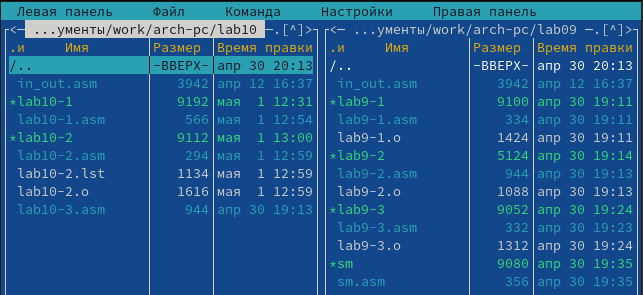 Левая панель Файл Команда Настройки Правая панель
<─ ...ументы/work/arch-pc/lab10 ─.[^]> <─ ...ументы/work/arch-pc/lab09 ─.[^]>
.и Имя Размер Время правки .и Имя Размер Время правки
/.. -ВВЕРХ- апр 30 20:13 /.. -ВВЕРХ- апр 30 20:13
in_out.asm 3942 апр 12 16:37 in_out.asm 3942 апр 12 16:37
*lab10-1 9192 мая 1 12:31 *lab9-1 9100 апр 30 19:11
lab10-1.asm 566 мая 1 12:54 lab9-1.asm 334 апр 30 19:11
*lab10-2 9112 мая 1 13:00 lab9-1.o 1424 апр 30 19:11
lab10-2.asm 294 мая 1 12:59 *lab9-2 5124 апр 30 19:14
lab10-2.lst 1134 мая 1 12:59 lab9-2.asm 944 апр 30 19:13
lab10-2.o 1616 мая 1 12:59 lab9-2.o 1088 апр 30 19:13
lab10-3.asm 944 апр 30 19:13 *lab9-3 9052 апр 30 19:24
lab9-3.asm 332 апр 30 19:23
lab9-3.o 1312 апр 30 19:24
*sm 9080 апр 30 19:35
sm.asm 356 апр 30 19:35